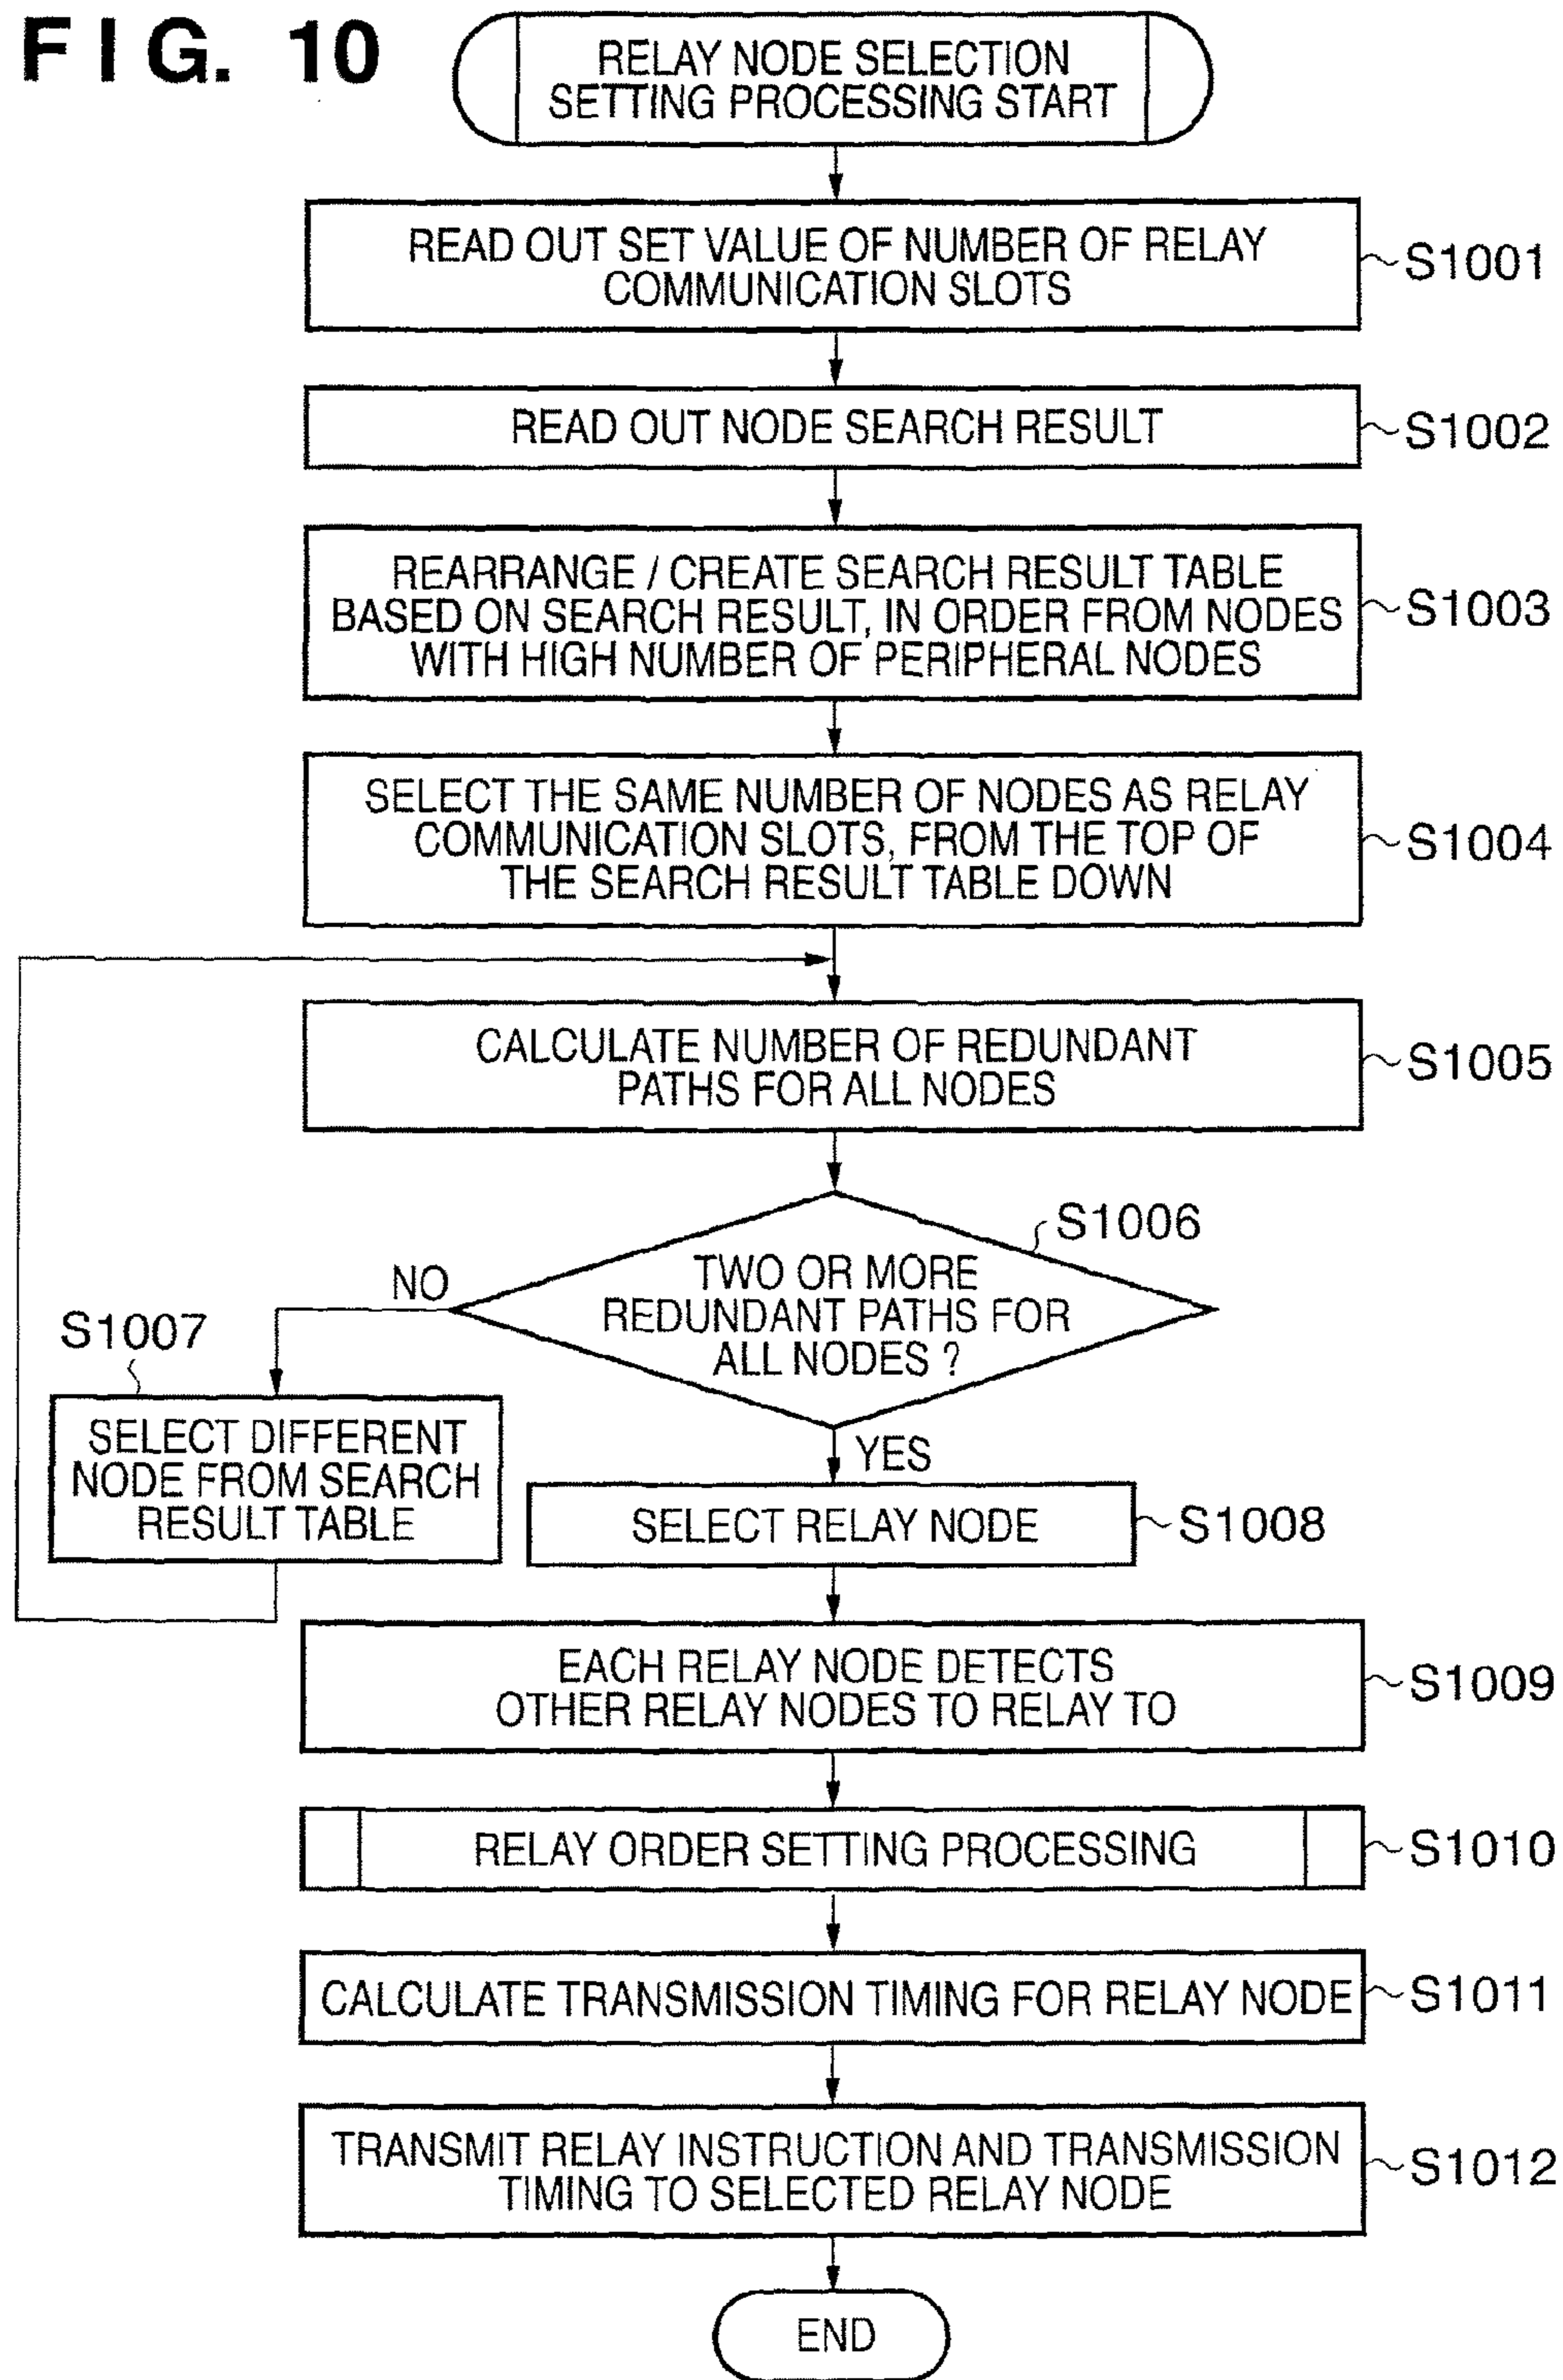 FIG. 10
RELAY NODE SELECTION
SETTING PROCESSING START
READ OUT SET VALUE OF NUMBER OF RELAY
COMMUNICATION SLOTS
S1001
READ OUT NODE SEARCH RESULT
S1002
REARRANGE / CREATE SEARCH RESULT TABLE
BASED ON SEARCH RESULT, IN ORDER FROM NODES
WITH HIGH NUMBER OF PERIPHERAL NODES
S1003
SELECT THE SAME NUMBER OF NODES AS RELAY
COMMUNICATION SLOTS, FROM THE TOP OF
THE SEARCH RESULT TABLE DOWN
S1004
CALCULATE NUMBER OF REDUNDANT
PATHS FOR ALL NODES
S1005
S1006
TWO OR MORE
REDUNDANT PATHS FOR
ALL NODES ?
NO
S1007
SELECT DIFFERENT
NODE FROM SEARCH
RESULT TABLE
YES
SELECT RELAY NODE
S1008
EACH RELAY NODE DETECTS
OTHER RELAY NODES TO RELAY TO
S1009
RELAY ORDER SETTING PROCESSING
S1010
CALCULATE TRANSMISSION TIMING FOR RELAY NODE
S1011
TRANSMIT RELAY INSTRUCTION AND TRANSMISSION
TIMING TO SELECTED RELAY NODE
S1012
END